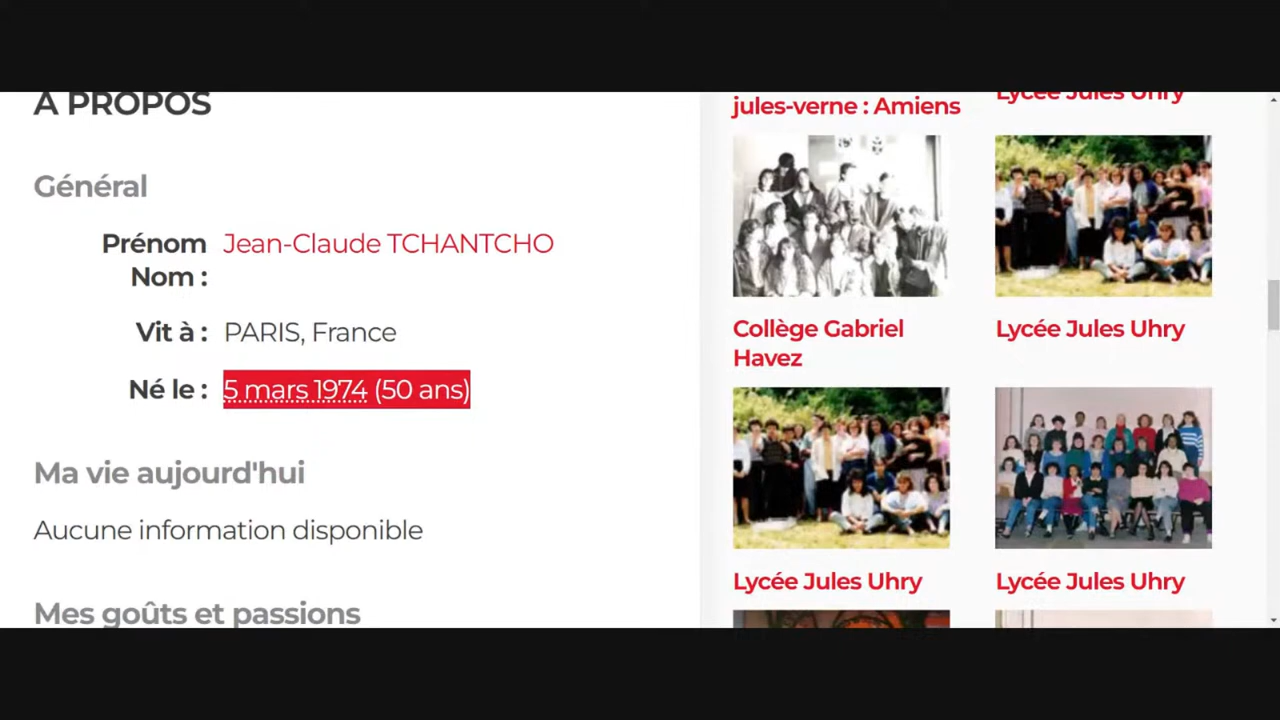 A PROPOS
Général
Prénom Nom :
Jean-Claude TCHANTCHO
Vit à :
PARIS, France
Né le :
5 mars 1974 (50 ans)
Ma vie aujourd'hui
Aucune information disponible
Mes goûts et passions
jules-verne : Amiens
Lycée Jules Uhry
Collège Gabriel
Havez
Lycée Jules Uhry
Lycée Jules Uhry
Lycée Jules Uhry